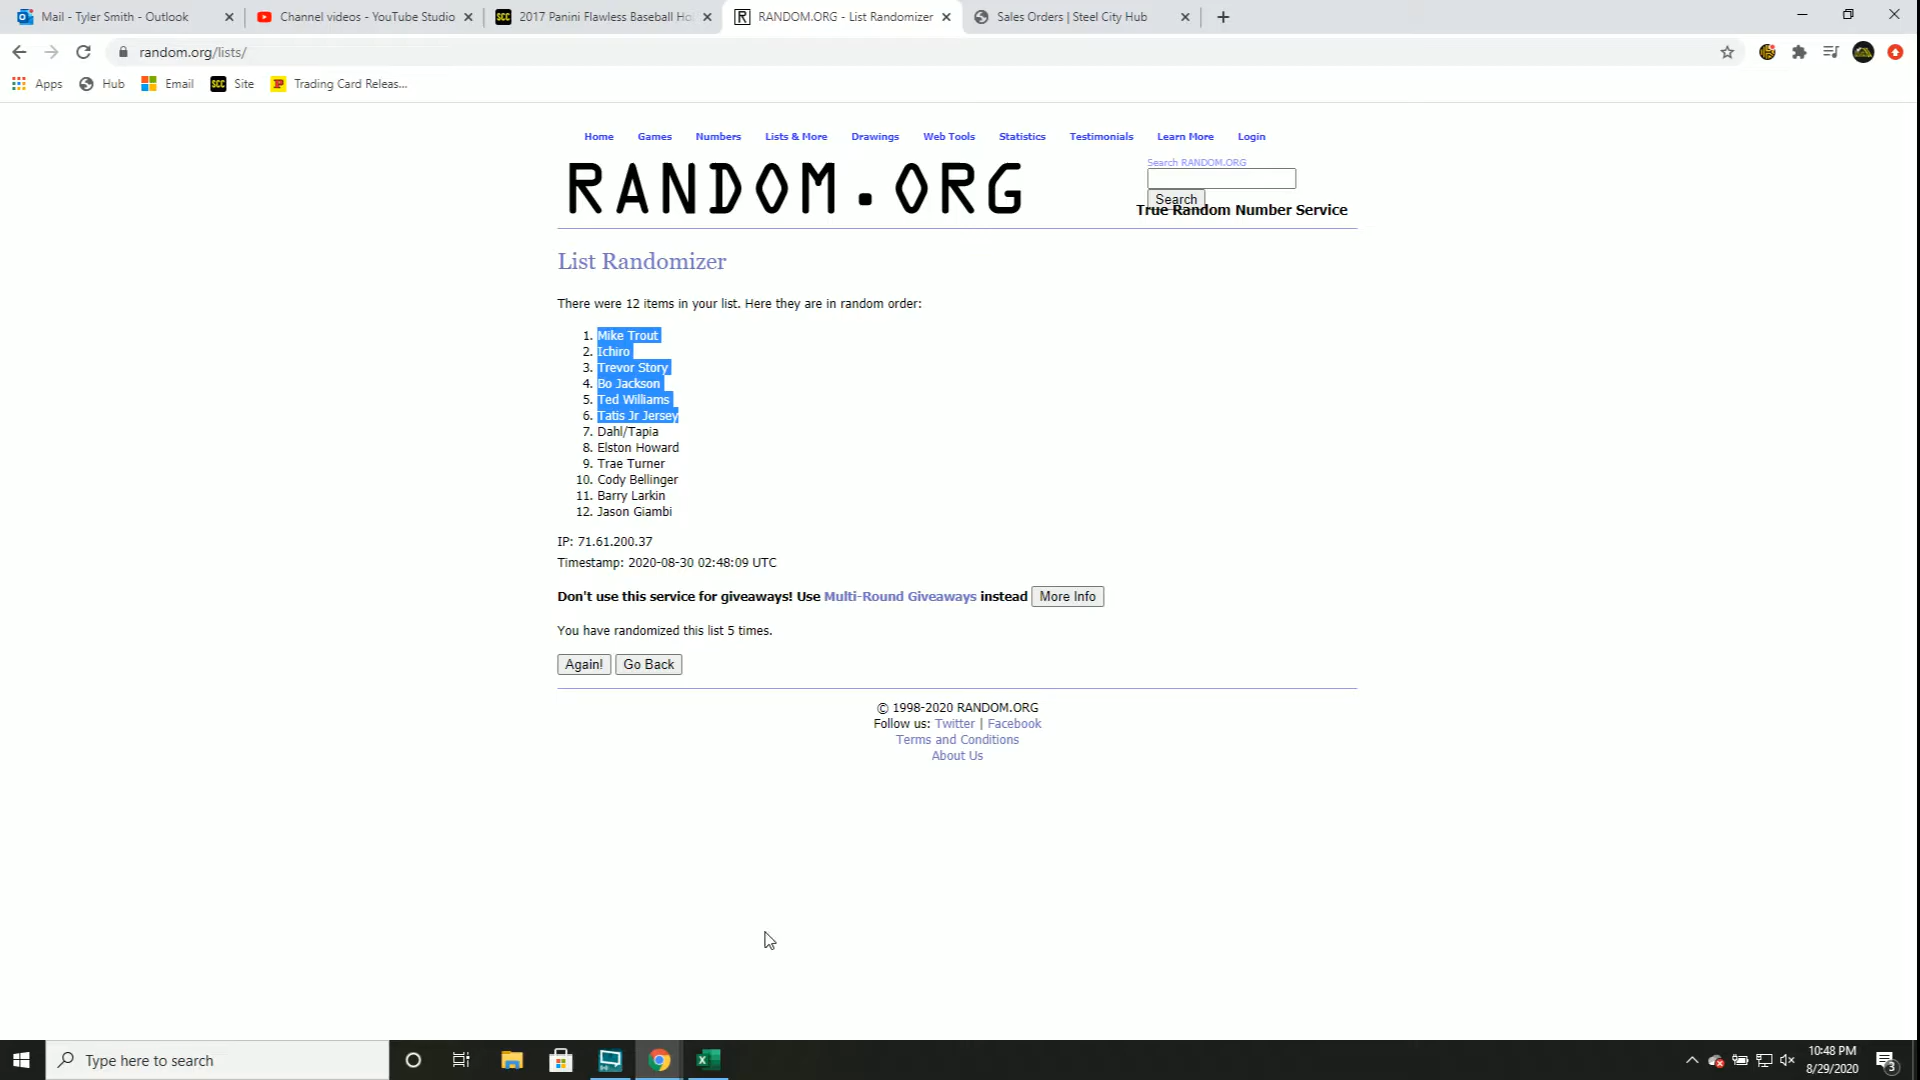 Mail - Tyler Smith - Outlook
Channel videos - YouTube Studio
SCC 2017 Panini Flawless Baseball Ho
R RANDOM.ORG - List Randomizer
Sales Orders | Steel City Hub
random.org/lists/
Apps
Hub
Email
SCC Site
P Trading Card Releas...
Home Games Numbers Lists & More Drawings Web Tools Statistics Testimonials Learn More Login
RANDOM.ORG
Search RANDOM.ORG
Search
True Random Number Service
List Randomizer
There were 12 items in your list. Here they are in random order:
1. Mike Trout
2. Ichiro
3. Trevor Story
4. Bo Jackson
5. Ted Williams
6. Tatis Jr Jersey
7. Dahl/Tapia
8. Elston Howard
9. Trae Turner
10. Cody Bellinger
11. Barry Larkin
12. Jason Giambi
IP: 71.61.200.37
Timestamp: 2020-08-30 02:48:09 UTC
Don't use this service for giveaways! Use Multi-Round Giveaways instead More Info
You have randomized this list 5 times.
Again! Go Back
© 1998-2020 RANDOM.ORG
Follow us: Twitter | Facebook
Terms and Conditions
About Us
Type here to search
10:48 PM
8/29/2020
3